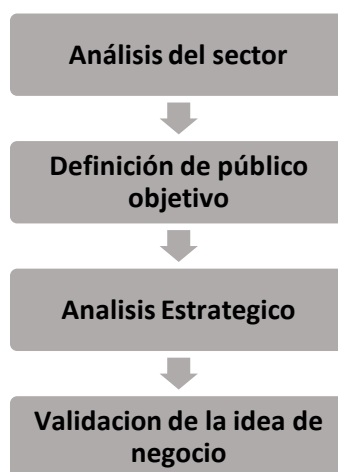 Análisis del sector
Definición de público
objetivo
Analisis Estrategico
Validacion de la idea de
negocio